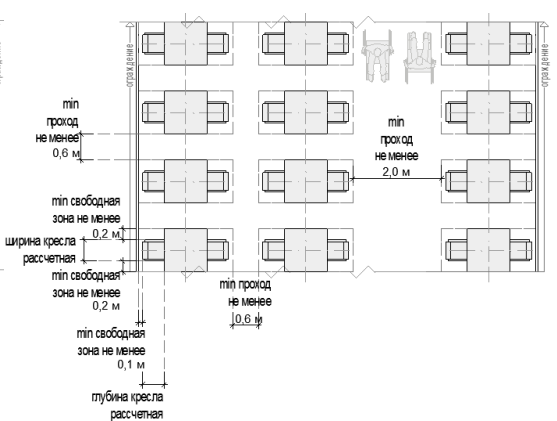 ограждение
ограждение
min
проход
не менее
0,6 м
min
проход
не менее
2,0 м
min свободная
зона не менее
0,2 м
ширина кресла
рассчетная
min свободная
зона не менее
0,2 м
min проход
не менее
0,6 м
min свободная
зона не менее
0,1 м
глубина кресла
рассчетная